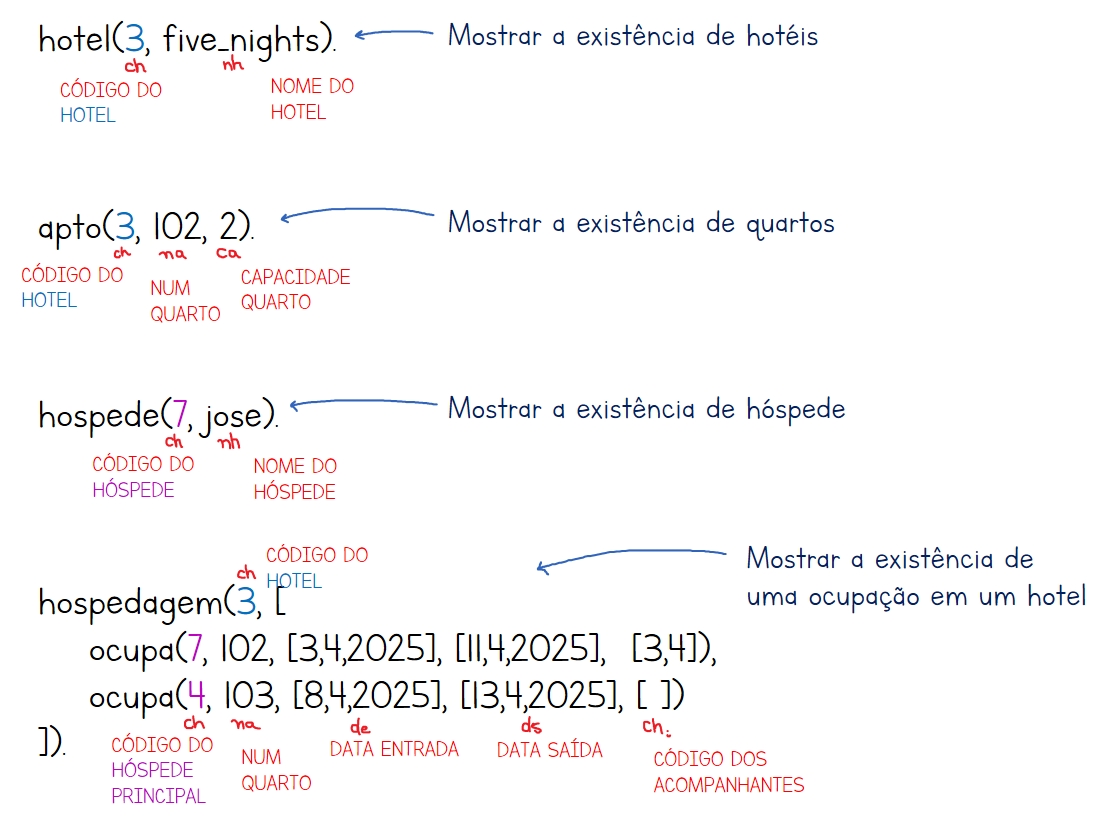 hotel(3, five_nights).
Mostrar a existência de hotéis
ch
nh
CÓDIGO DO
HOTEL
NOME DO
HOTEL
apto(3, 102, 2).
Mostrar a existência de quartos
ch
na
ca
CÓDIGO DO
HOTEL
NUM
QUARTO
CAPACIDADE
QUARTO
hospede(7, jose).
Mostrar a existência de hóspede
ch
nh
CÓDIGO DO
HÓSPEDE
NOME DO
HÓSPEDE
CÓDIGO DO
HOTEL
ch
Mostrar a existência de
uma ocupação em um hotel
hospedagem(3, [
ocupa(7, 102, [3,4,2025], [11,4,2025], [3,4]),
ocupa(4, 103, [8,4,2025], [13,4,2025], [ ])
]).
ch
na
de
ds
ch:
CÓDIGO DO
HÓSPEDE
PRINCIPAL
NUM
QUARTO
DATA ENTRADA
DATA SAÍDA
CÓDIGO DOS
ACOMPANHANTES